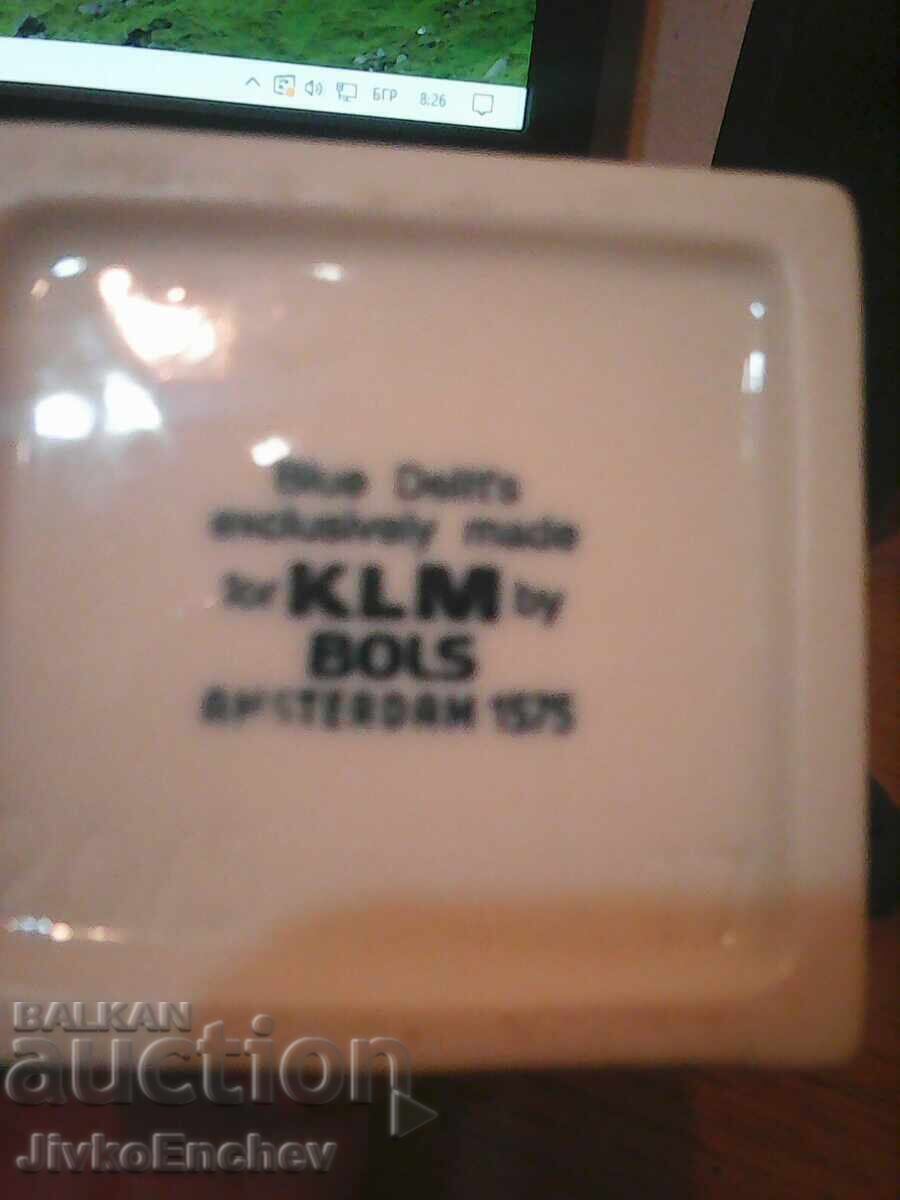 БГР 8:26
Blue Delft's
exclusively made
for KLM by
BOLS
AMSTERDAM 1575
BALKAN
auction
JivkoEnchev